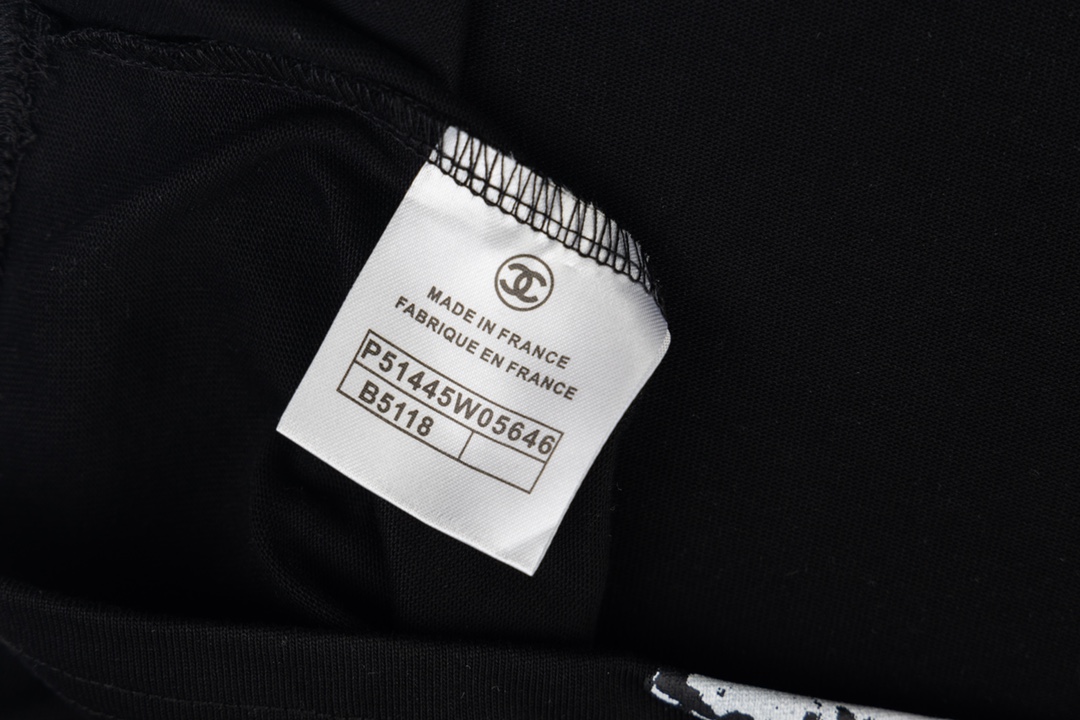 MADE IN FRANCE
FABRIQUE EN FRANCE
P51445W05646
B5118